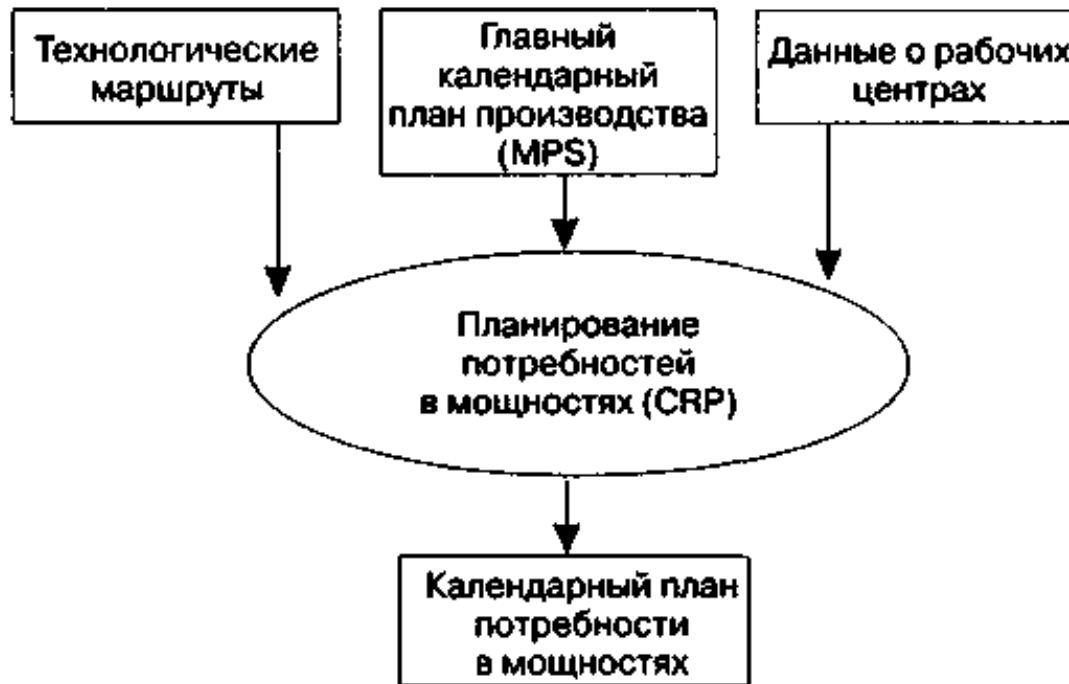 Технологические
маршруты
Главный
календарный
план производства
(MPS)
Данные о рабочих
центрах
Планирование
потребностей
в мощностях (CRP)
Календарный план
потребности
в мощностях